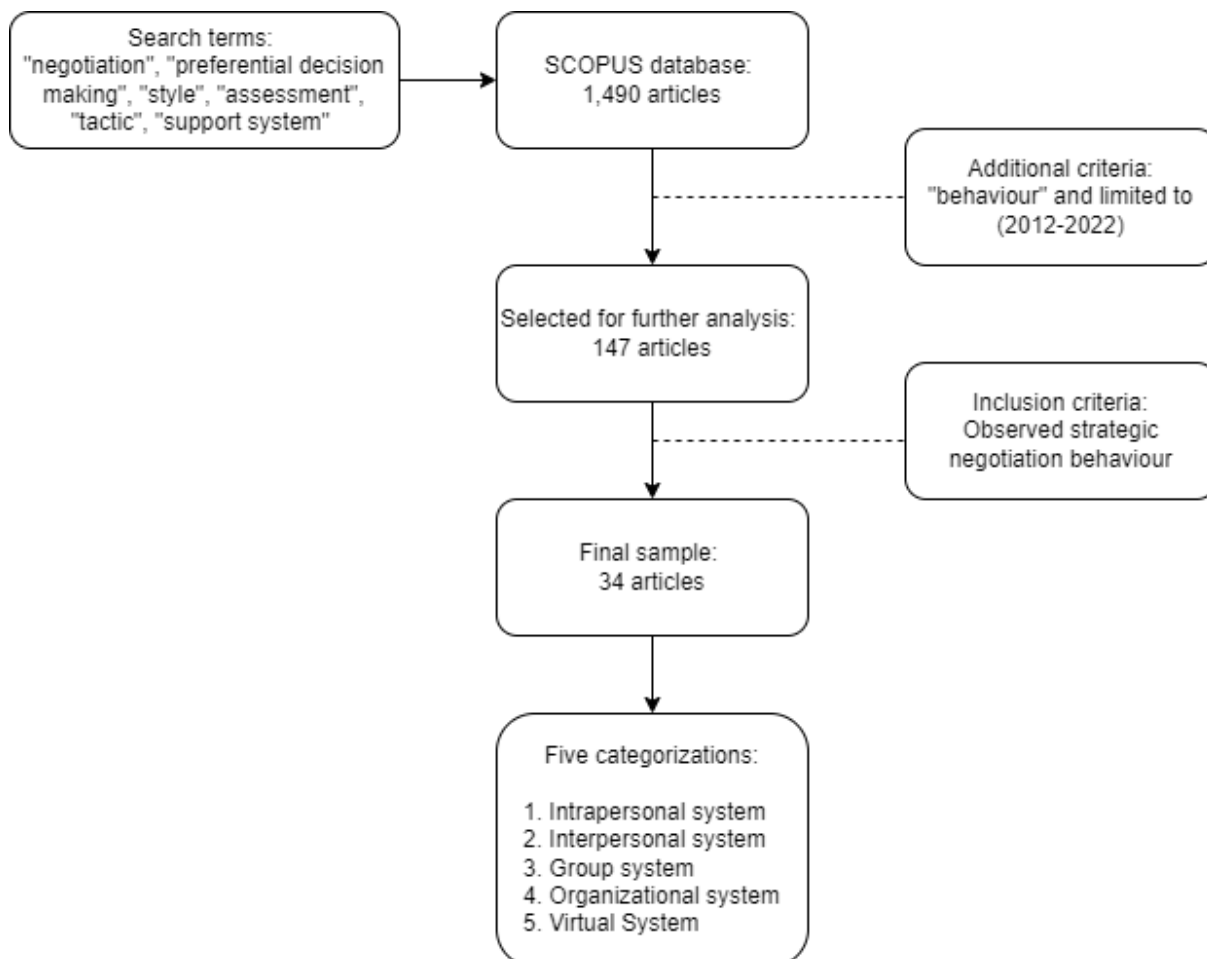 Search terms:
"negotiation", "preferential decision
making", "style", "assessment",
"tactic", "support system"
SCOPUS database:
1,490 articles
Additional criteria:
"behaviour" and limited to
(2012-2022)
Selected for further analysis:
147 articles
Inclusion criteria:
Observed strategic
negotiation behaviour
Final sample:
34 articles
Five categorizations:
1. Intrapersonal system
2. Interpersonal system
3. Group system
4. Organizational system
5. Virtual System